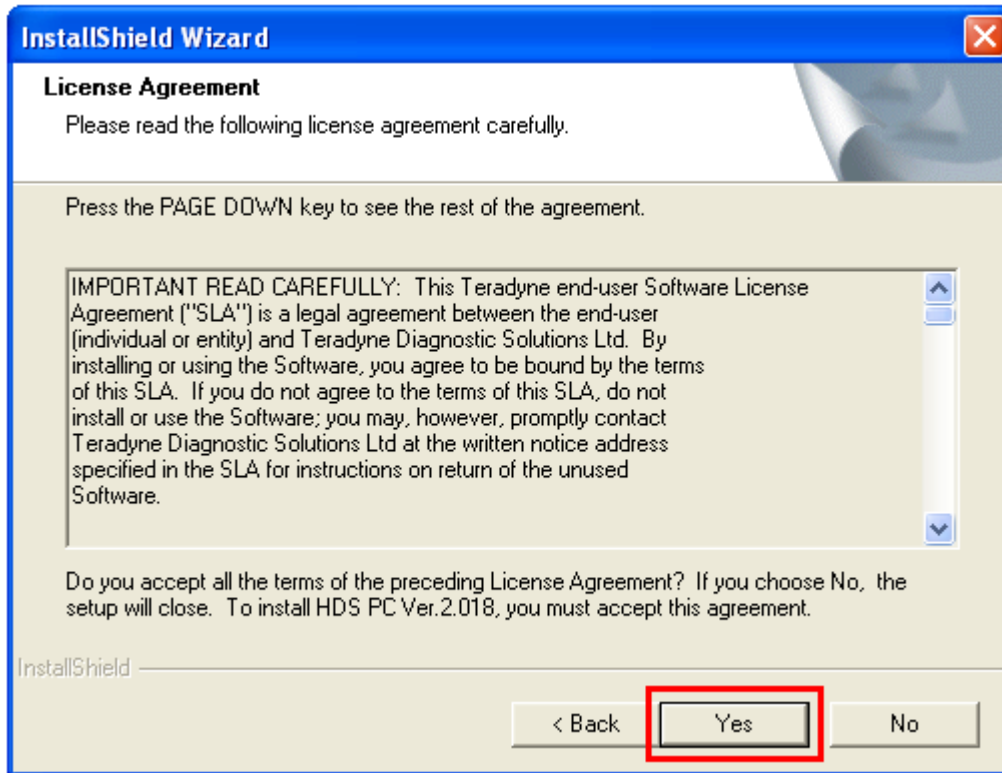 InstallShield Wizard
License Agreement
Please read the following license agreement carefully.
Press the PAGE DOWN key to see the rest of the agreement.
IMPORTANT READ CAREFULLY:  This Teradyne end-user Software License
Agreement ("SLA") is a legal agreement between the end-user
(individual or entity) and Teradyne Diagnostic Solutions Ltd.  By
installing or using the Software, you agree to be bound by the terms
of this SLA.  If you do not agree to the terms of this SLA, do not
install or use the Software; you may, however, promptly contact
Teradyne Diagnostic Solutions Ltd at the written notice address
specified in the SLA for instructions on return of the unused
Software.
Do you accept all the terms of the preceding License Agreement?  If you choose No,  the
setup will close.  To install HDS PC Ver.2.018, you must accept this agreement.
InstallShield
< Back
Yes
No